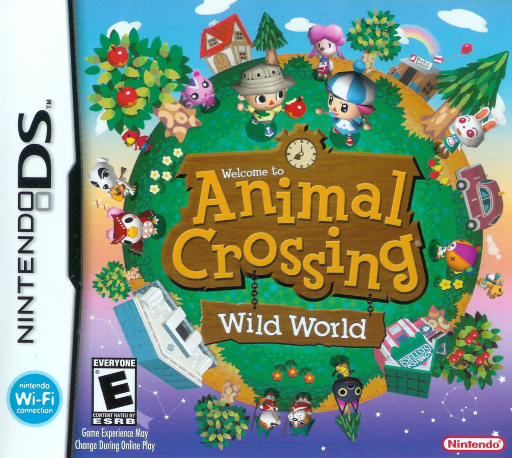 NINTENDO DS™
Welcome to
Animal
Crossing®
Wild World
nintendo
Wi-Fi
connection
EVERYONE
E
CONTENT RATED BY
ESRB
Game Experience May
Change During Online Play
Nintendo®